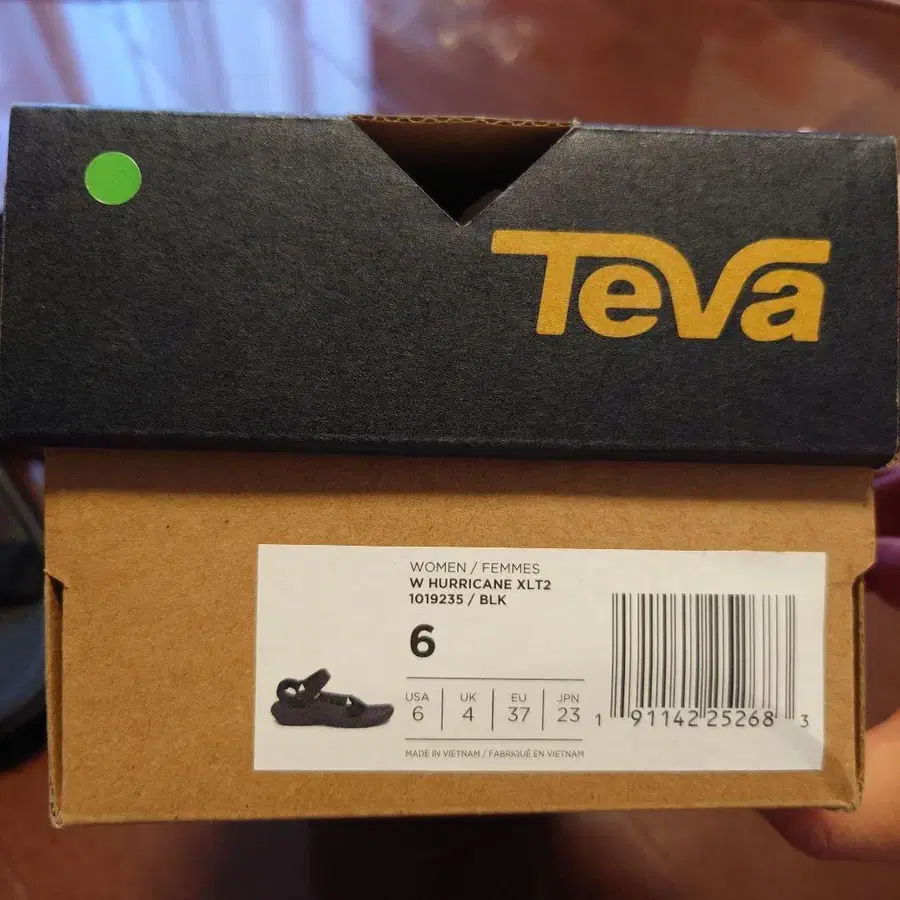 Teva
WOMEN / FEMMES
W HURRICANE XLT2
1019235 / BLK
6
USA UK EU JPN
6 4 37 23
MADE IN VIETNAM / FABRIQUÉ EN VIETNAM
1 91142 25268 3